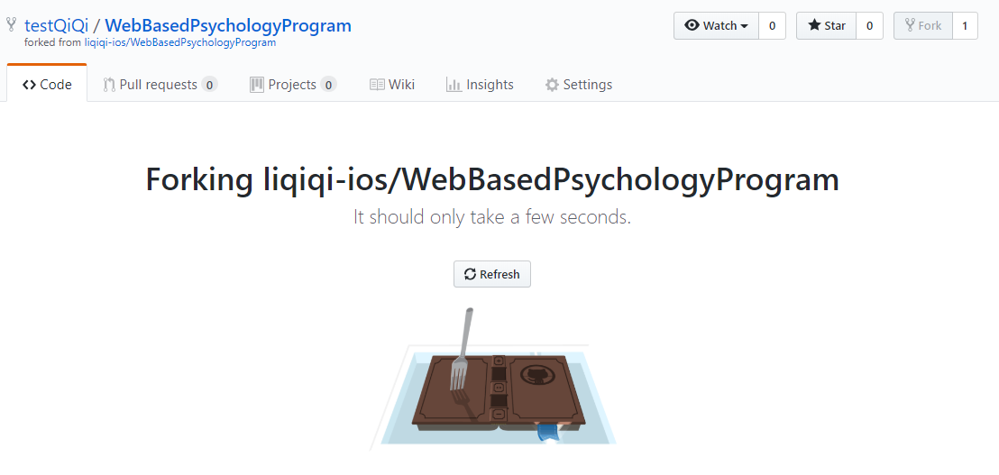 testQiQi / WebBasedPsychologyProgram
Watch 0 Star 0 Fork 1
forked from liqiqi-ios/WebBasedPsychologyProgram
Code Pull requests 0 Projects 0 Wiki Insights Settings
Forking liqiqi-ios/WebBasedPsychologyProgram
It should only take a few seconds.
Refresh